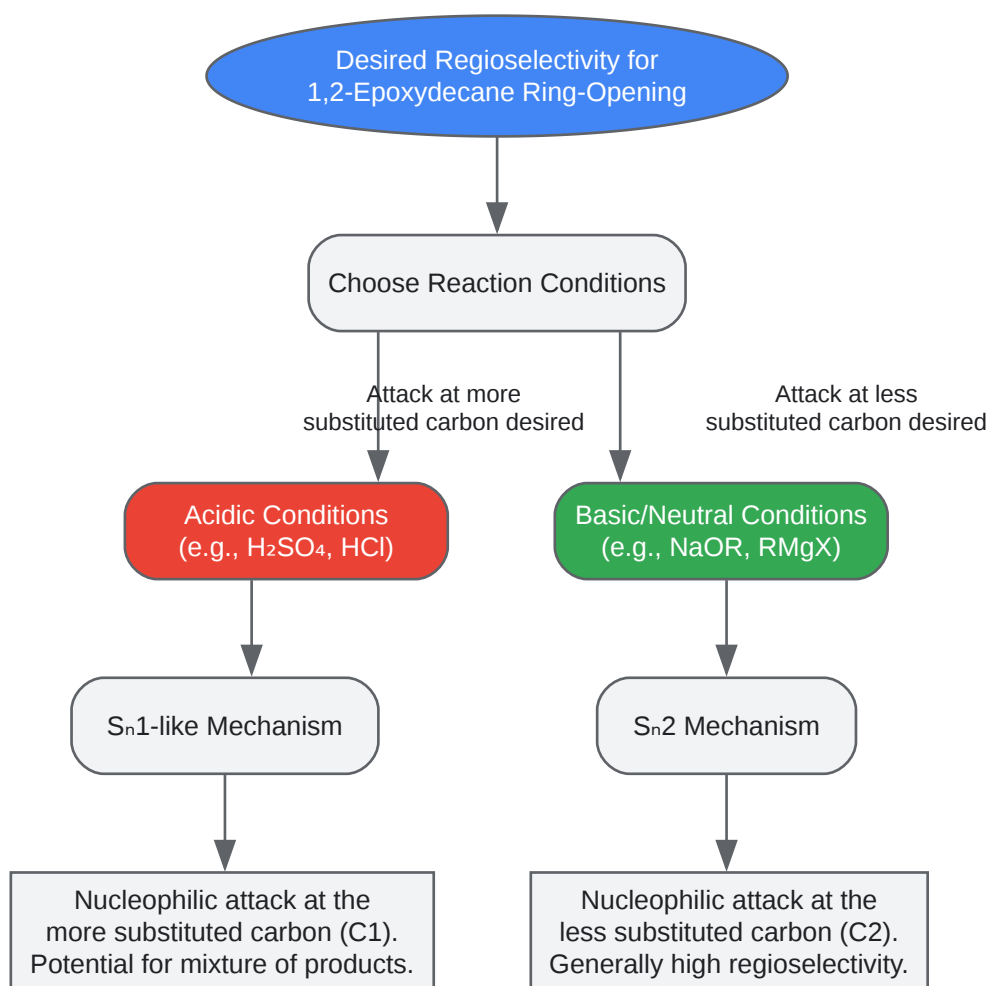 Desired Regioselectivity for
1,2-Epoxydecane Ring-Opening
Choose Reaction Conditions
Attack at more
substituted carbon desired
Attack at less
substituted carbon desired
Acidic Conditions
(e.g., H₂SO₄, HCl)
Basic/Neutral Conditions
(e.g., NaOR, RMgX)
Sₙ1-like Mechanism
Sₙ2 Mechanism
Nucleophilic attack at the
more substituted carbon (C1).
Potential for mixture of products.
Nucleophilic attack at the
less substituted carbon (C2).
Generally high regioselectivity.